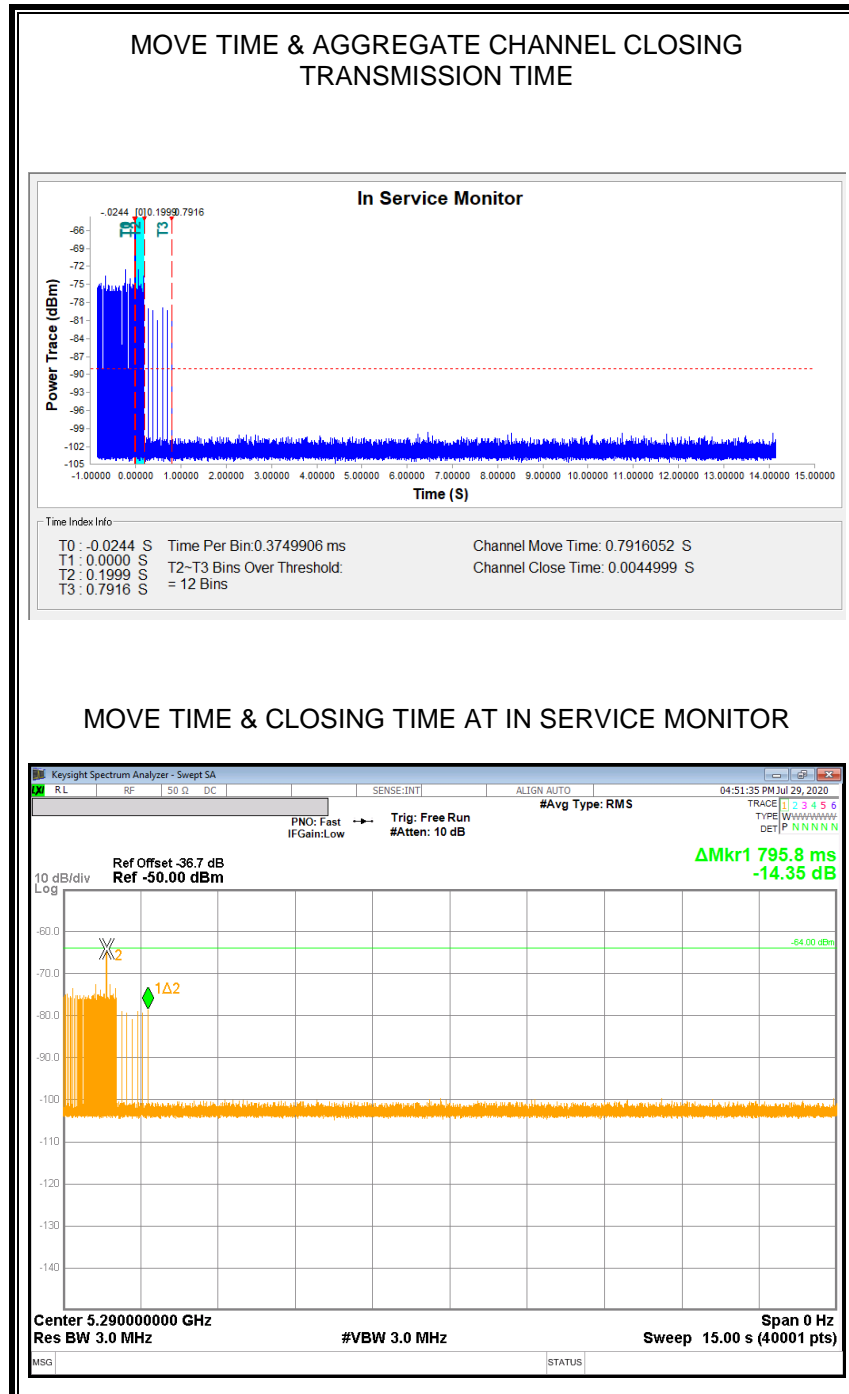 MOVE TIME & AGGREGATE CHANNEL CLOSING
TRANSMISSION TIME
In Service Monitor
-.0244 [0]0.1999 0.7916
T3
Power Trace (dBm)
-66
-69
-72
-75
-78
-81
-84
-87
-90
-93
-96
-99
-102
-105
-1.00000 0.00000 1.00000 2.00000 3.00000 4.00000 5.00000 6.00000 7.00000 8.00000 9.00000 10.00000 11.00000 12.00000 13.00000 14.00000 15.00000
Time (S)
Time Index Info
T0 : -0.0244 S Time Per Bin:0.3749906 ms Channel Move Time: 0.7916052 S
T1 : 0.0000 S T2~T3 Bins Over Threshold: Channel Close Time: 0.0044999 S
T2 : 0.1999 S = 12 Bins
T3 : 0.7916 S
MOVE TIME & CLOSING TIME AT IN SERVICE MONITOR
Keysight Spectrum Analyzer - Swept SA
LXI RL RF 50 Ω DC SENSE:INT ALIGN AUTO 04:51:35 PM Jul 29, 2020
#Avg Type: RMS TRACE 1 2 3 4 5 6
PNO: Fast Trig: Free Run TYPE WWWWWW
IFGain:Low #Atten: 10 dB DET P N N N N N
ΔMkr1 795.8 ms
-14.35 dB
Ref Offset -36.7 dB
10 dB/div Ref -50.00 dBm
Log
-60.0
-64.00 dBm
2
-70.0
1Δ2
-80.0
-90.0
-100
-110
-120
-130
-140
Center 5.290000000 GHz Span 0 Hz
Res BW 3.0 MHz #VBW 3.0 MHz Sweep 15.00 s (40001 pts)
MSG STATUS